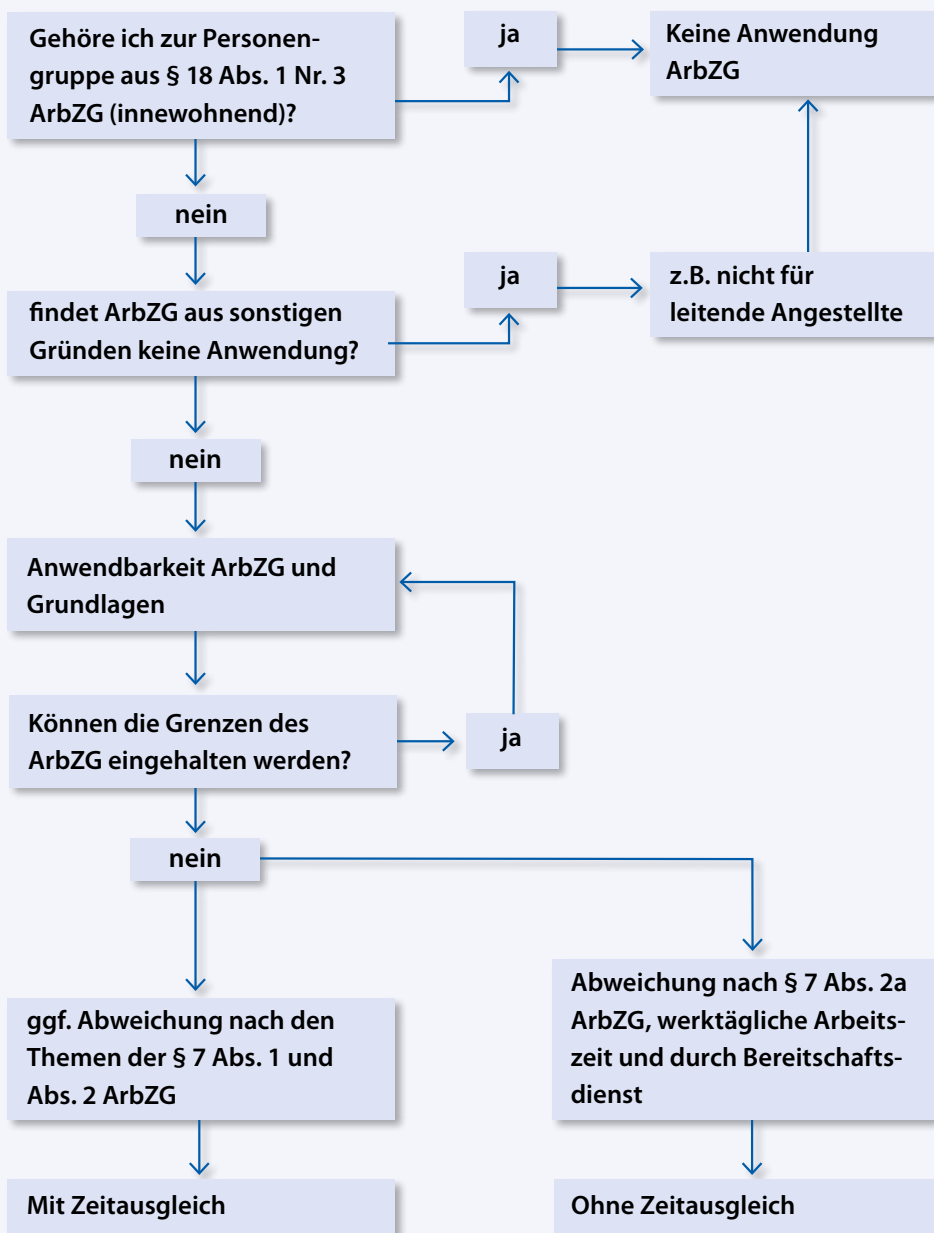 Gehöre ich zur Personen-
gruppe aus § 18 Abs. 1 Nr. 3
ArbZG (innewohnend)?
ja
Keine Anwendung
ArbZG
nein
findet ArbZG aus sonstigen
Gründen keine Anwendung?
ja
z.B. nicht für
leitende Angestellte
nein
Anwendbarkeit ArbZG und
Grundlagen
Können die Grenzen des
ArbZG eingehalten werden?
ja
nein
ggf. Abweichung nach den
Themen der § 7 Abs. 1 und
Abs. 2 ArbZG
Abweichung nach § 7 Abs. 2a
ArbZG, werktägliche Arbeits-
zeit und durch Bereitschafts-
dienst
Mit Zeitausgleich
Ohne Zeitausgleich